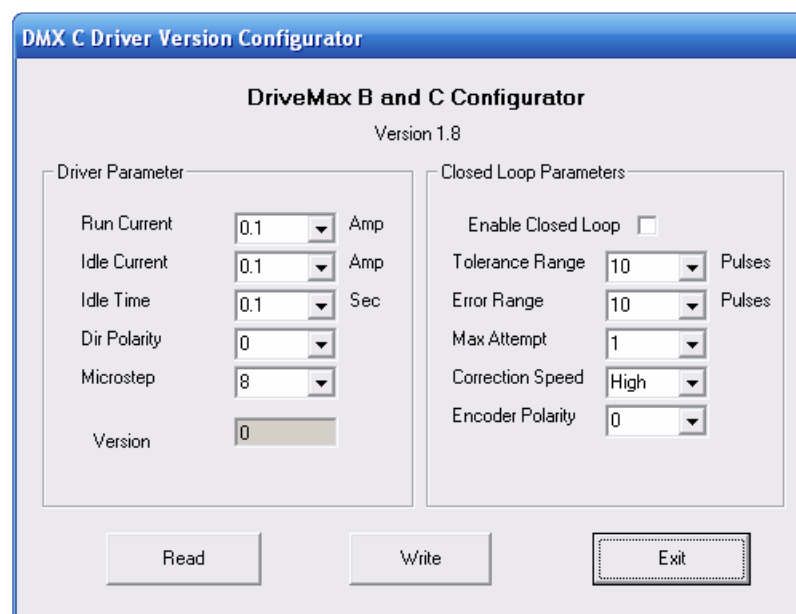 DMX C Driver Version Configurator
DriveMax B and C Configurator
Version 1.8
Driver Parameter
Run Current 0.1 Amp
Idle Current 0.1 Amp
Idle Time 0.1 Sec
Dir Polarity 0
Microstep 8
Version 0
Closed Loop Parameters
Enable Closed Loop
Tolerance Range 10 Pulses
Error Range 10 Pulses
Max Attempt 1
Correction Speed High
Encoder Polarity 0
Read Write Exit